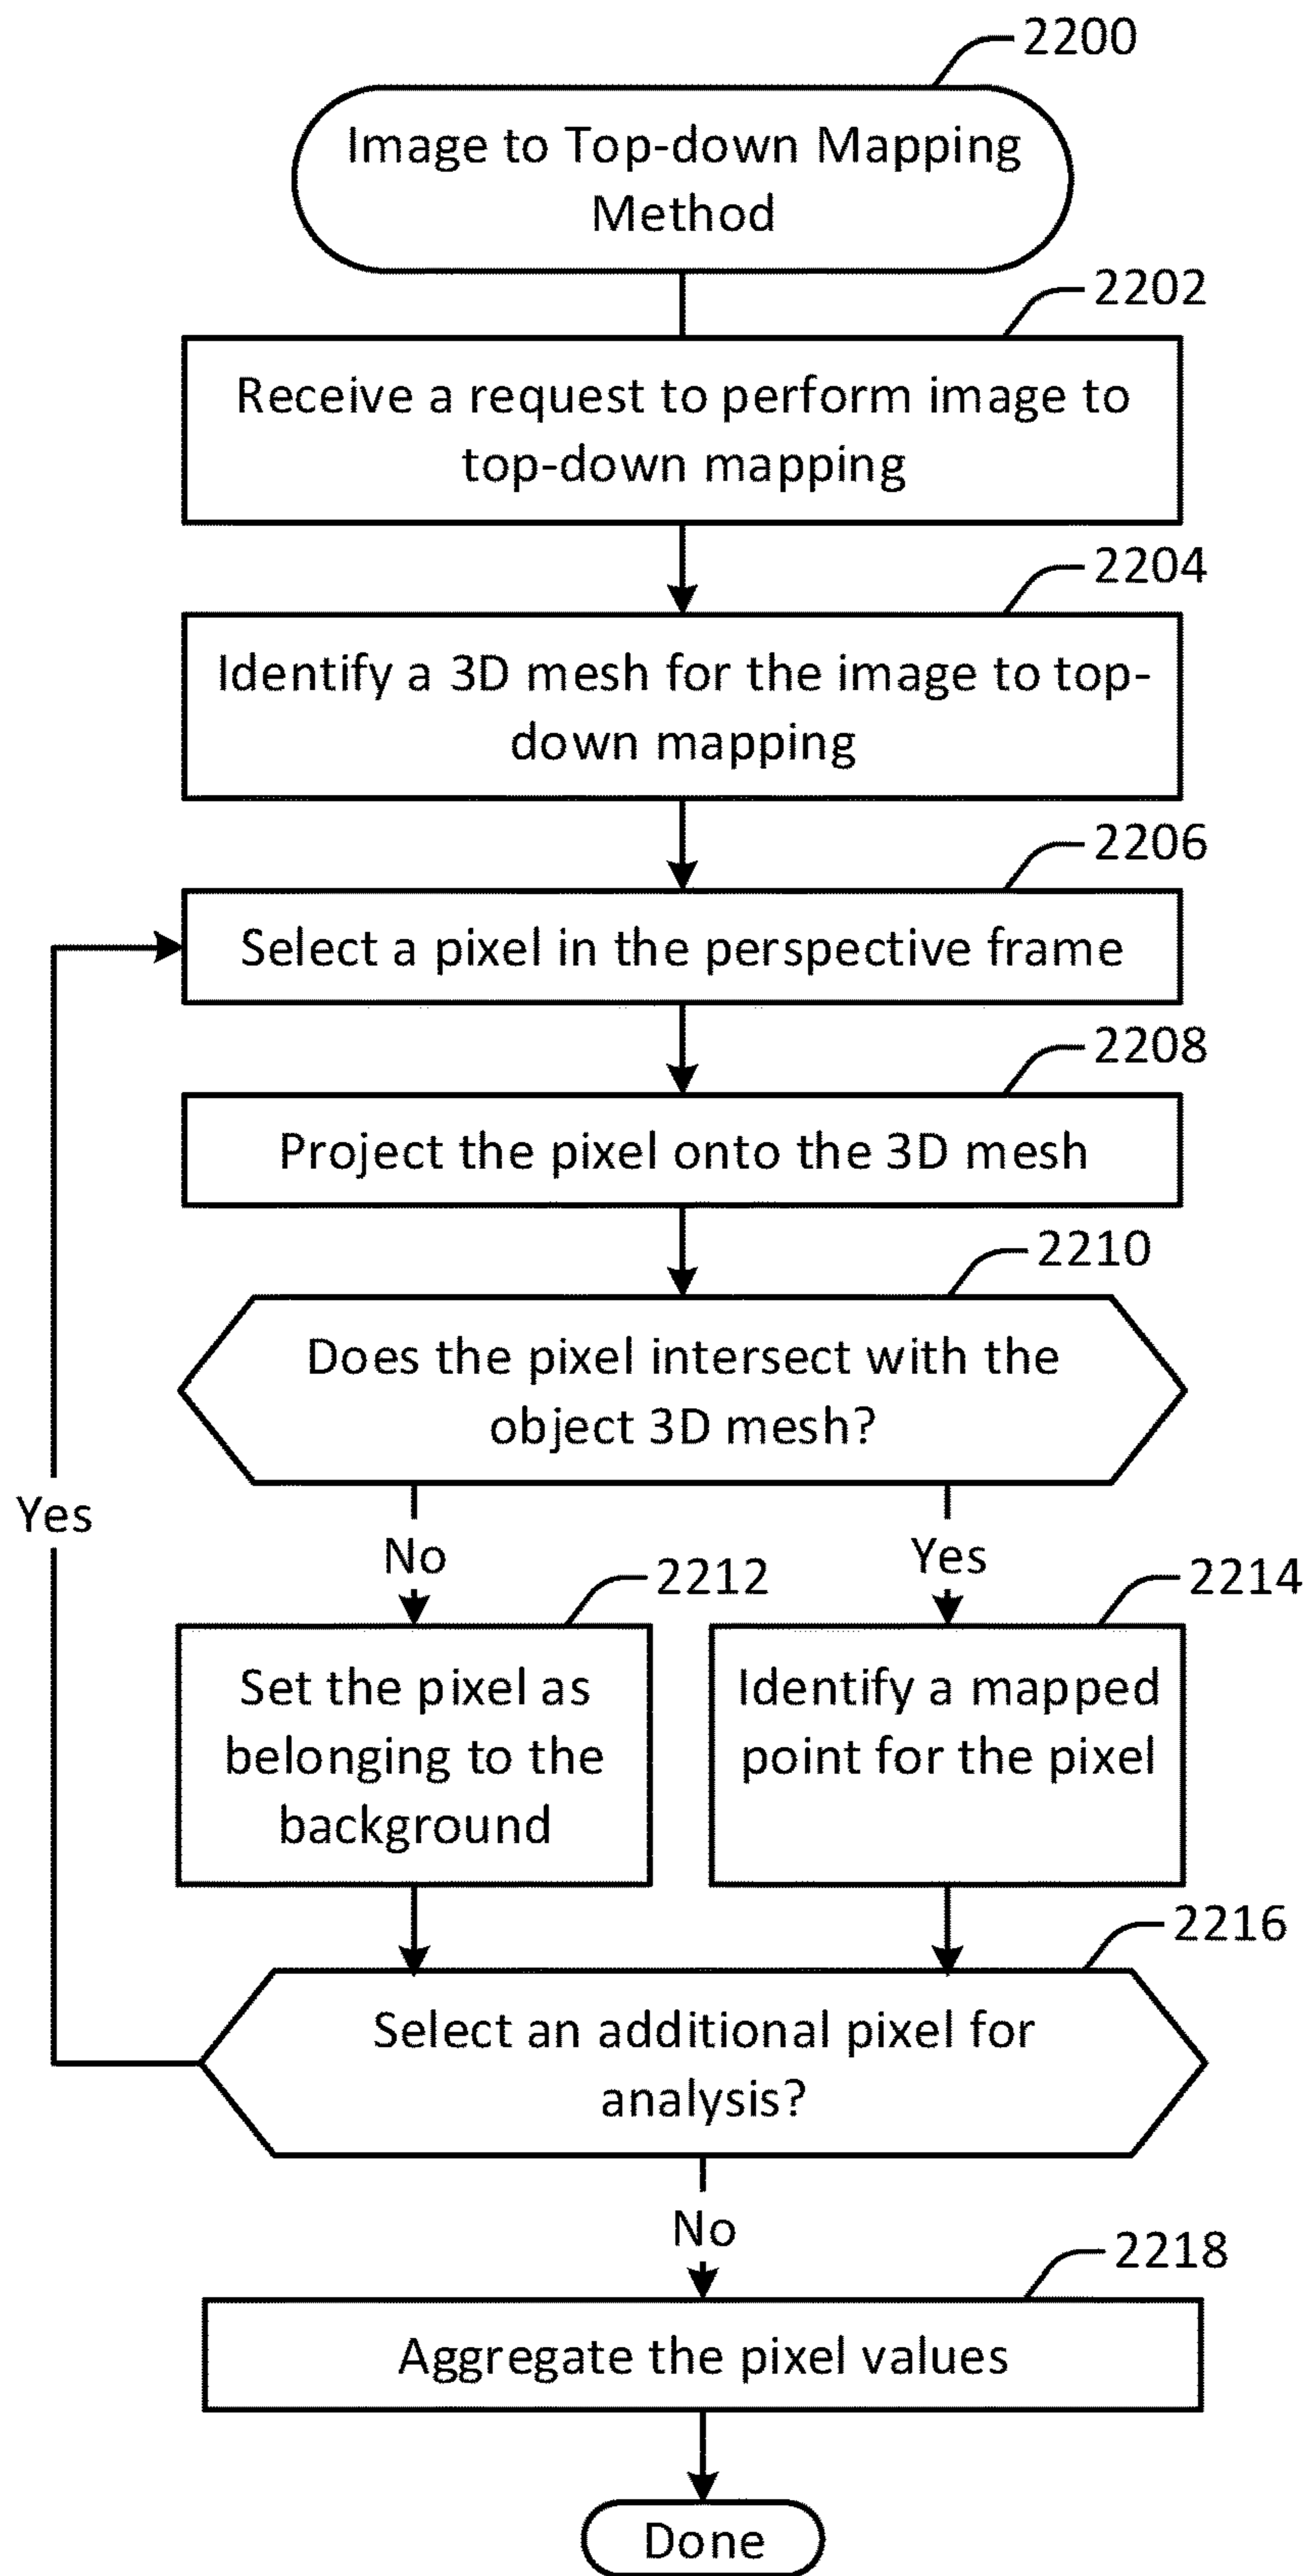 2200
Image to Top-down Mapping
Method
2202
Receive a request to perform image to
top-down mapping
2204
Identify a 3D mesh for the image to top-
down mapping
2206
Select a pixel in the perspective frame
2208
Project the pixel onto the 3D mesh
2210
Does the pixel intersect with the
object 3D mesh?
Yes
No
Yes
2212
2214
Set the pixel as
belonging to the
background
Identify a mapped
point for the pixel
2216
Select an additional pixel for
analysis?
No
2218
Aggregate the pixel values
Done